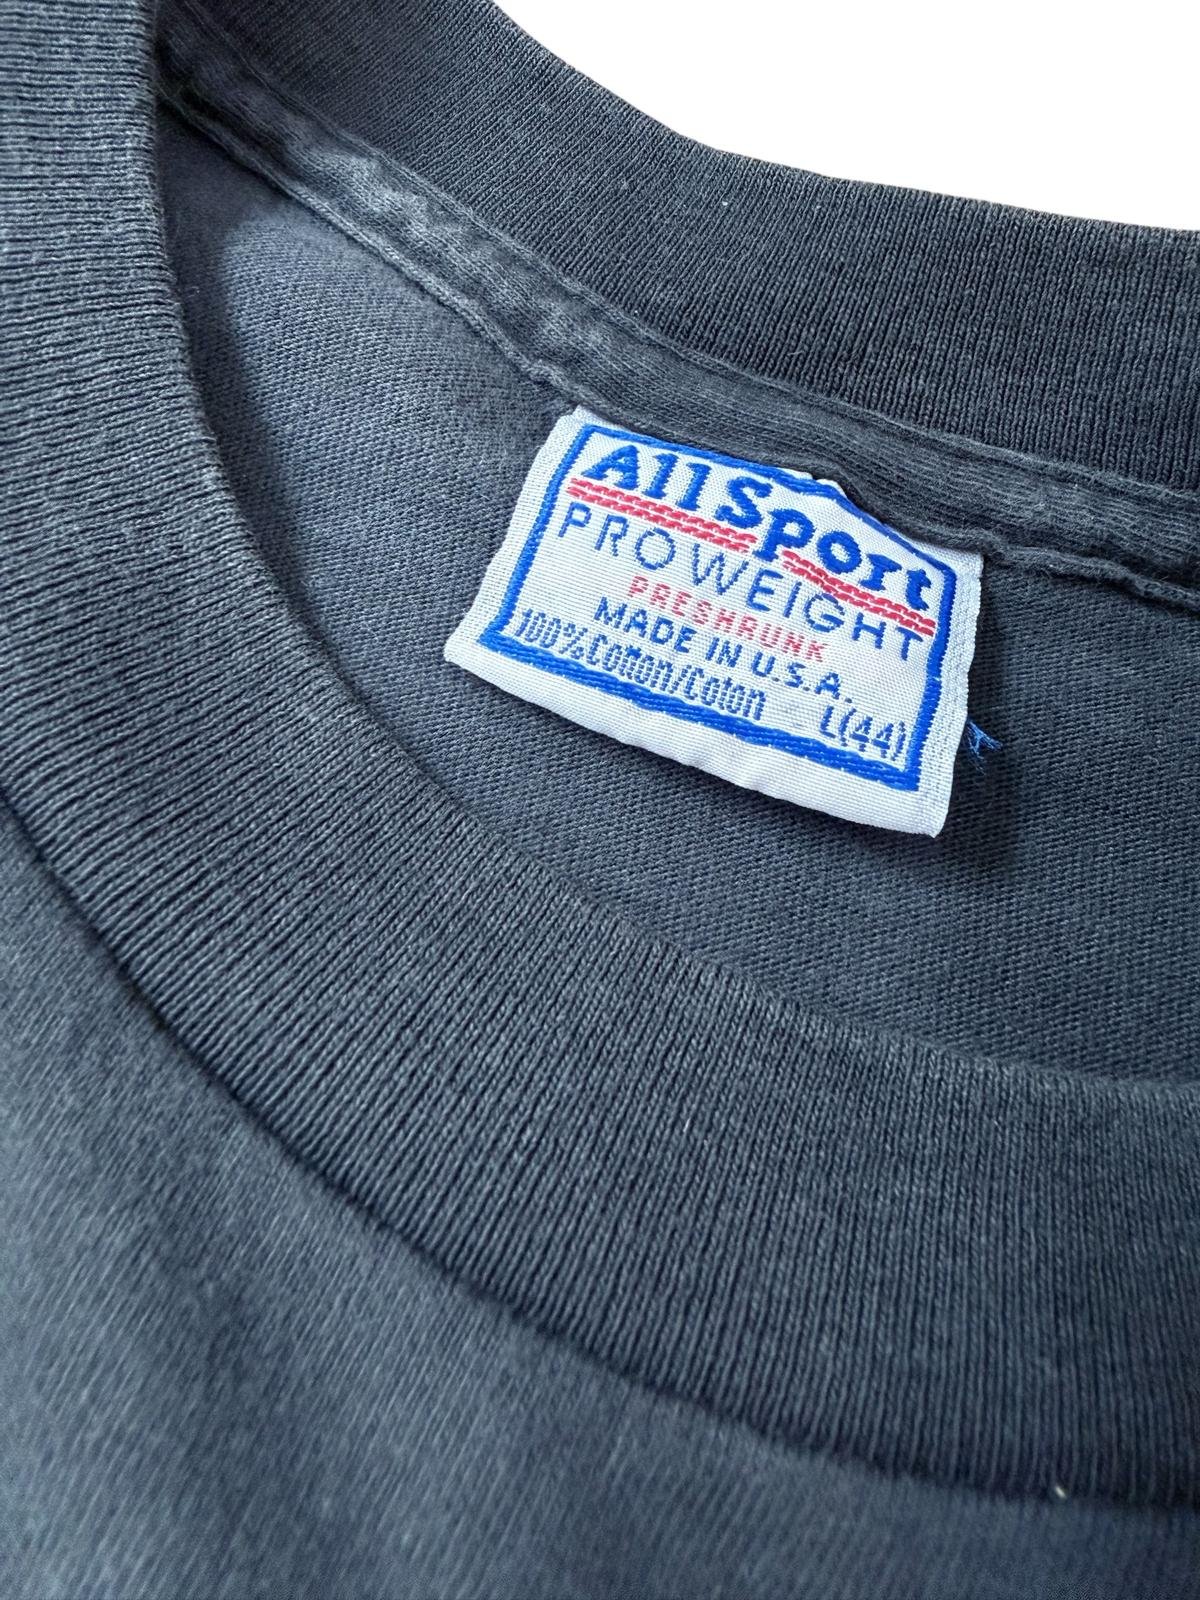 AllSport
PROWEIGHT
PRESHRUNK
MADE IN U.S.A.
100% Cotton/Coton L(44)